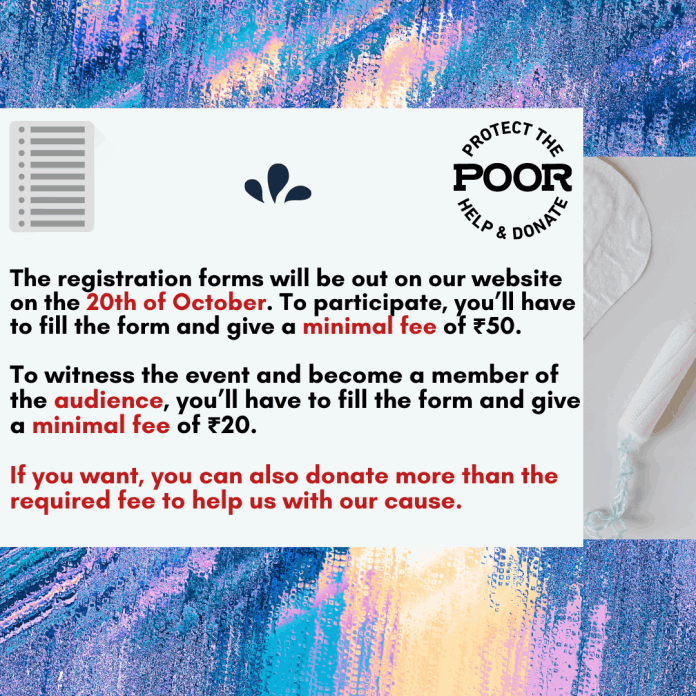 PROTECT THE
POOR
HELP & DONATE
The registration forms will be out on our website
on the 20th of October. To participate, you’ll have
to fill the form and give a minimal fee of ₹50.
To witness the event and become a member of
the audience, you’ll have to fill the form and give
a minimal fee of ₹20.
If you want, you can also donate more than the
required fee to help us with our cause.